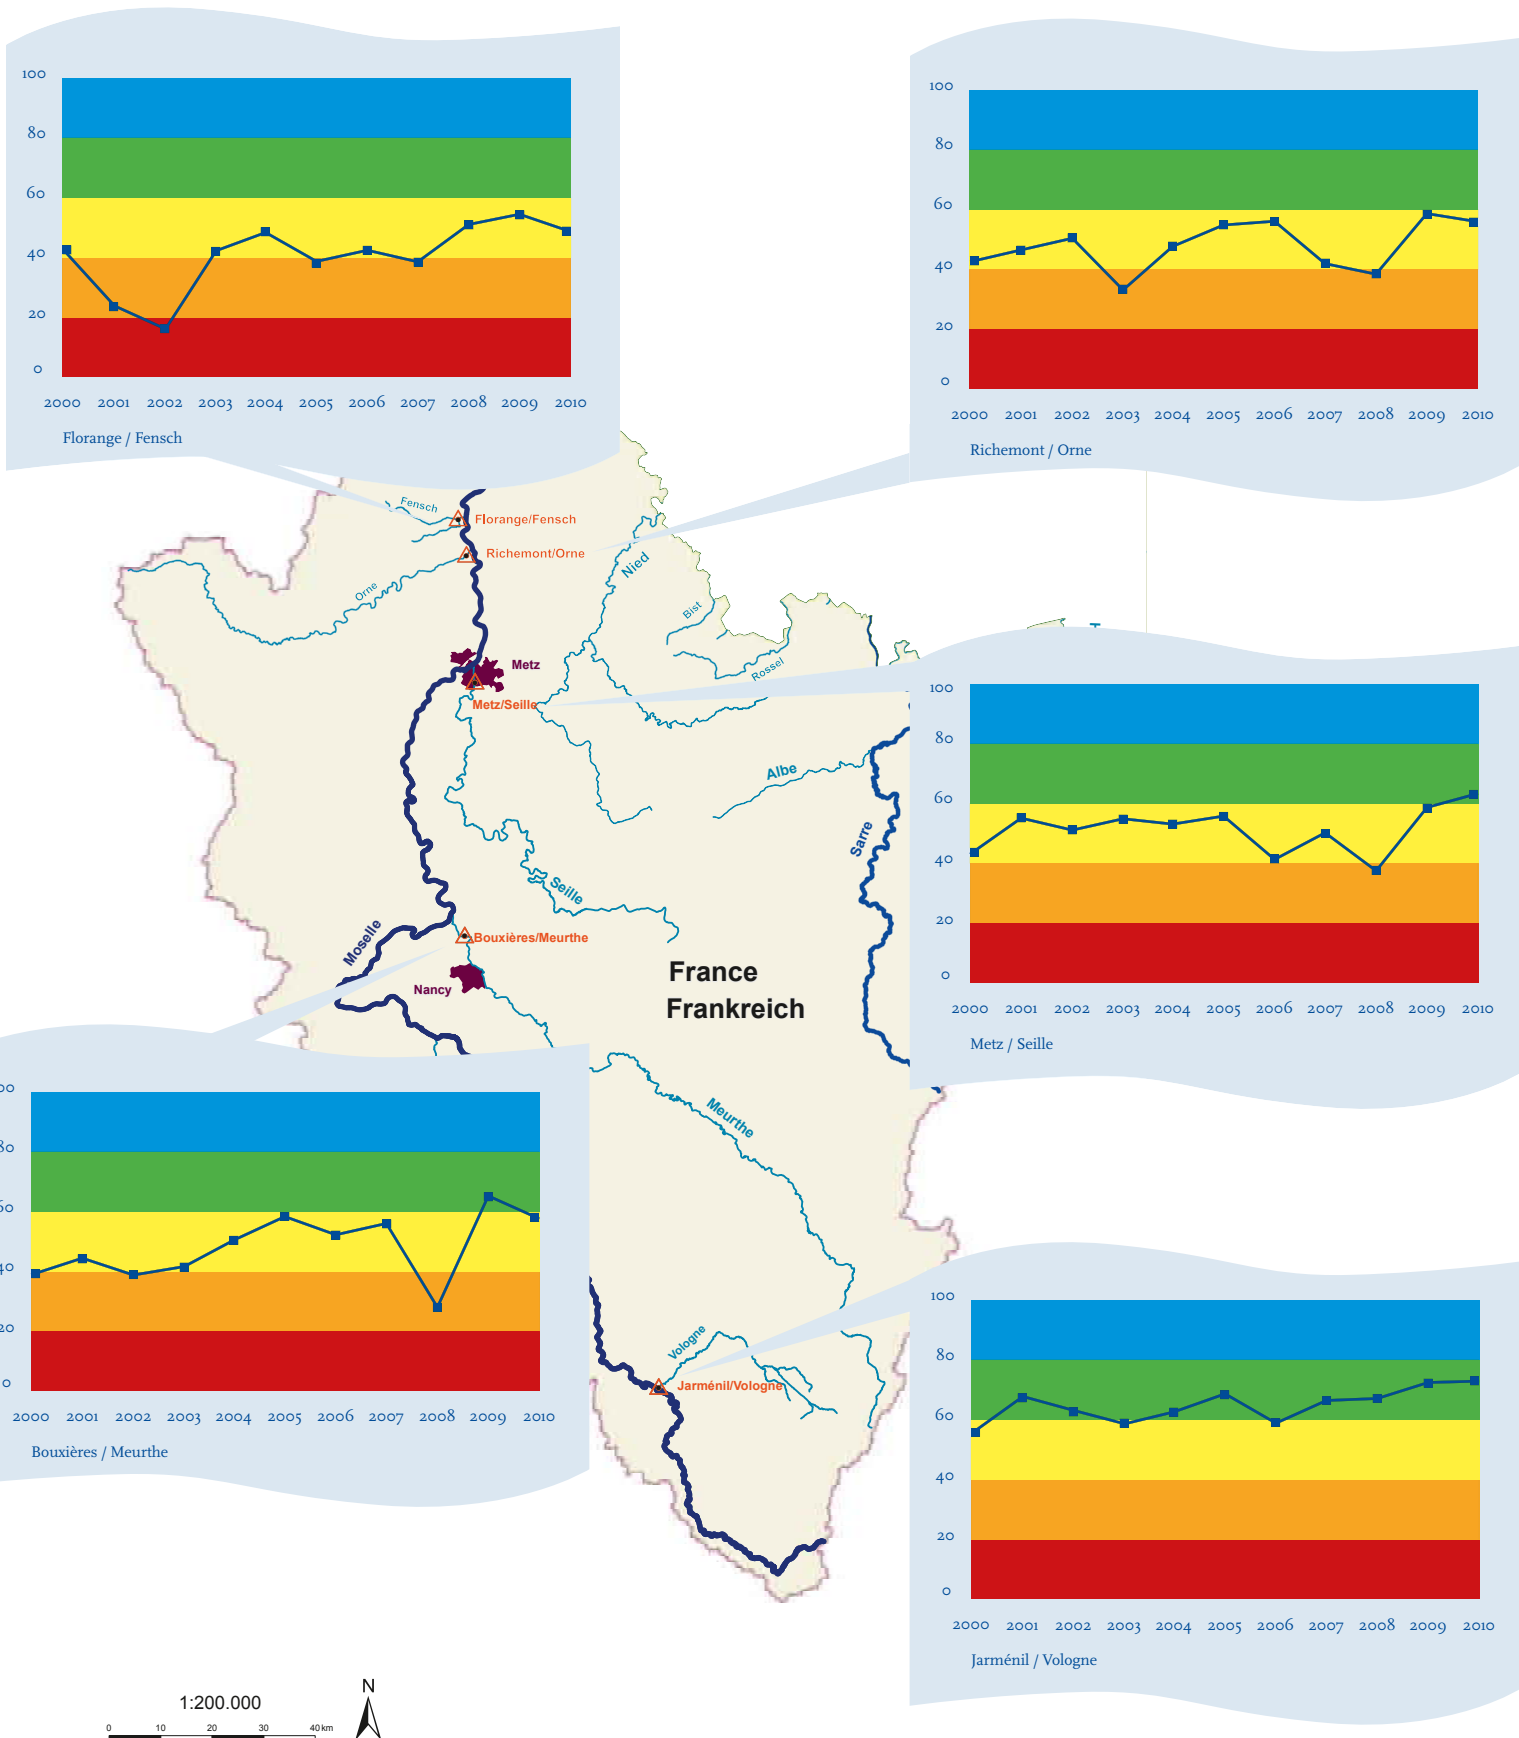 100
80
60
40
20
0
2000 2001 2002 2003 2004 2005 2006 2007 2008 2009 2010
Florange / Fensch
100
80
60
40
20
0
2000 2001 2002 2003 2004 2005 2006 2007 2008 2009 2010
Richemont / Orne
Fensch
Florange/Fensch
Richemont/Orne
Orne
Nied
Bist
Rossel
Metz
Metz/Seille
Albe
Sarre
Seille
Moselle
Bouxières/Meurthe
Nancy
France
Frankreich
Meurthe
Vologne
Jarménil/Vologne
100
80
60
40
20
0
2000 2001 2002 2003 2004 2005 2006 2007 2008 2009 2010
Metz / Seille
00
80
60
40
20
0
2000 2001 2002 2003 2004 2005 2006 2007 2008 2009 2010
Bouxières / Meurthe
100
80
60
40
20
0
2000 2001 2002 2003 2004 2005 2006 2007 2008 2009 2010
Jarménil / Vologne
1:200.000
N
0 10 20 30 40 km